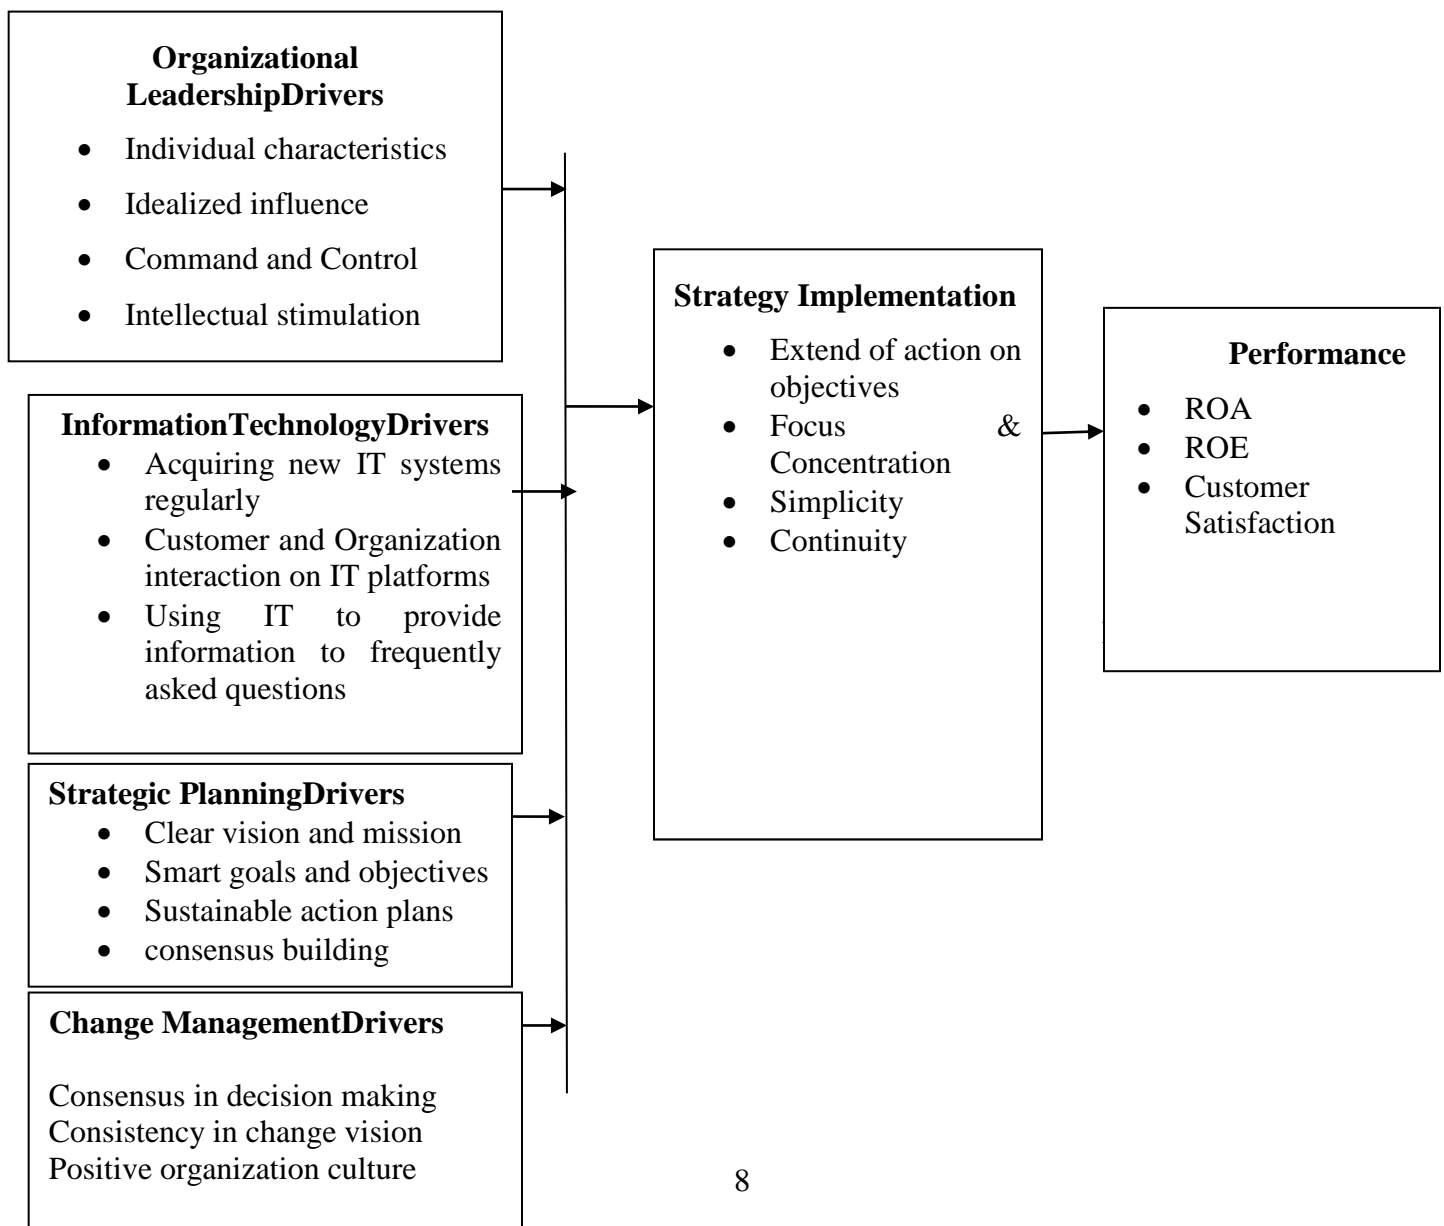 Organizational
LeadershipDrivers
• Individual characteristics
• Idealized influence
• Command and Control
• Intellectual stimulation
InformationTechnologyDrivers
• Acquiring new IT systems
regularly
• Customer and Organization
interaction on IT platforms
• Using IT to provide
information to frequently
asked questions
Strategic PlanningDrivers
• Clear vision and mission
• Smart goals and objectives
• Sustainable action plans
• consensus building
Change ManagementDrivers
Consensus in decision making
Consistency in change vision
Positive organization culture
Strategy Implementation
• Extend of action on
objectives
• Focus &
Concentration
• Simplicity
• Continuity
Performance
• ROA
• ROE
• Customer
Satisfaction
8